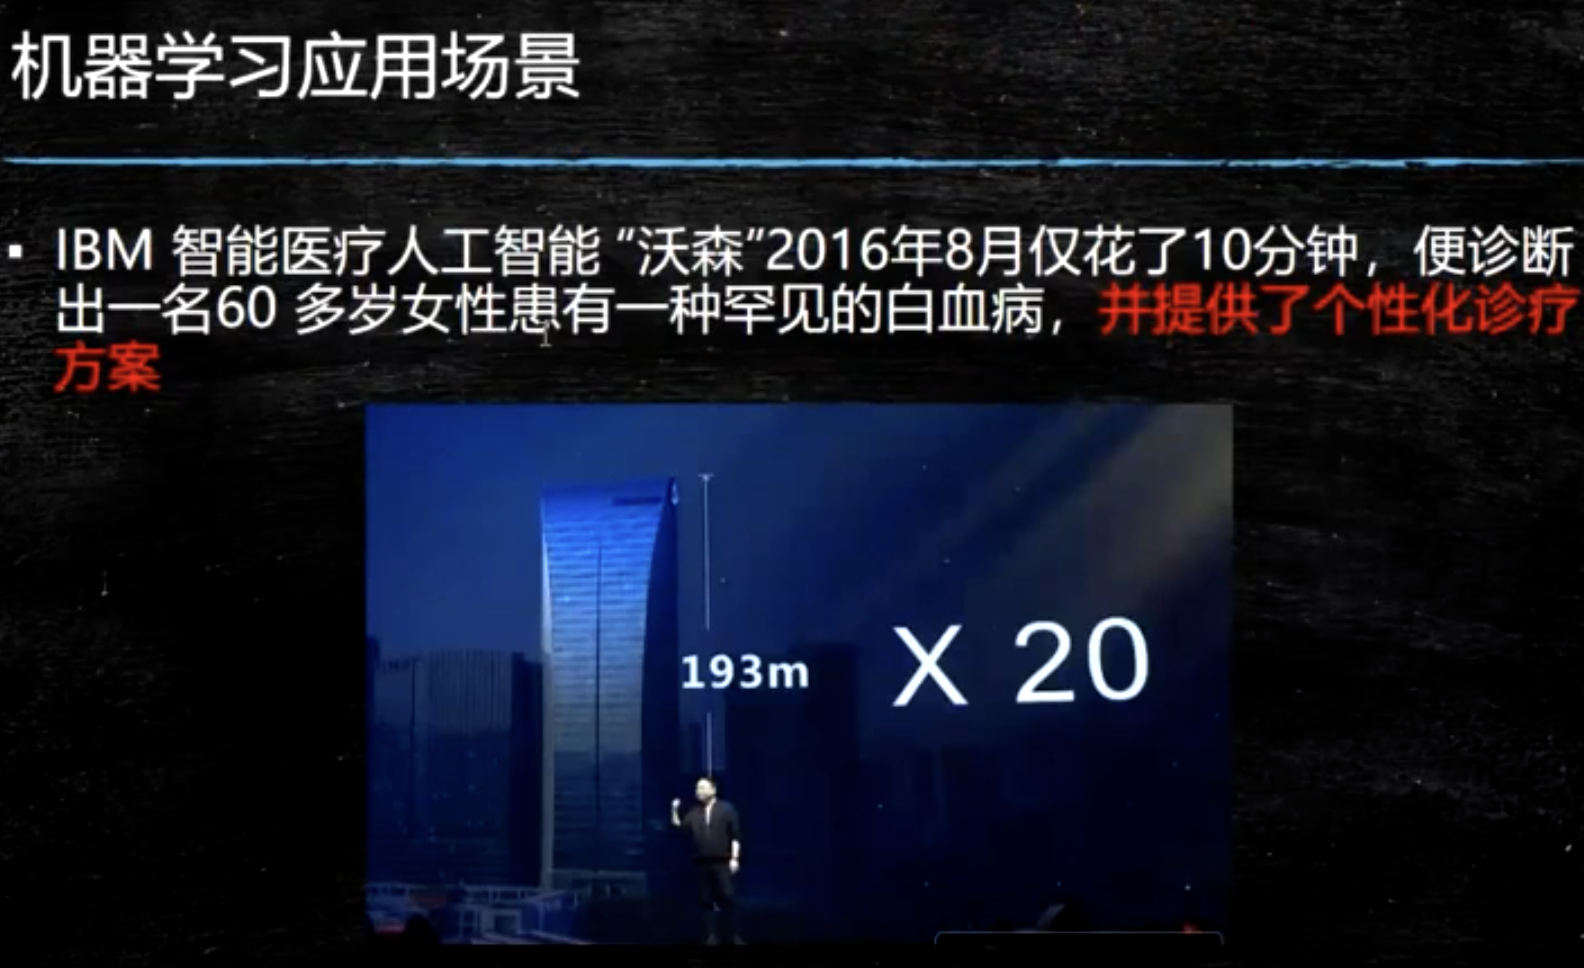 机器学习应用场景
▪ IBM 智能医疗人工智能 “沃森”2016年8月仅花了10分钟，便诊断
出一名60 多岁女性患有一种罕见的白血病，并提供了个性化诊疗
方案
193m
X 20